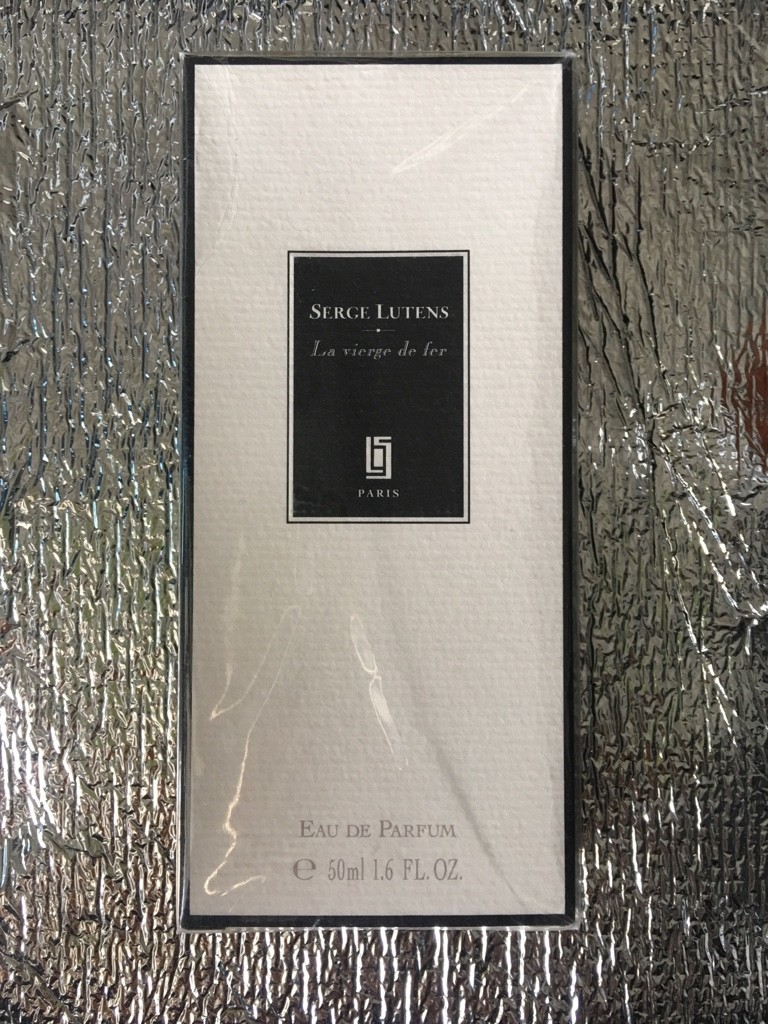 SERGE LUTENS
La vierge de fer
PARIS
EAU DE PARFUM
e 50ml 1.6 FL. OZ.